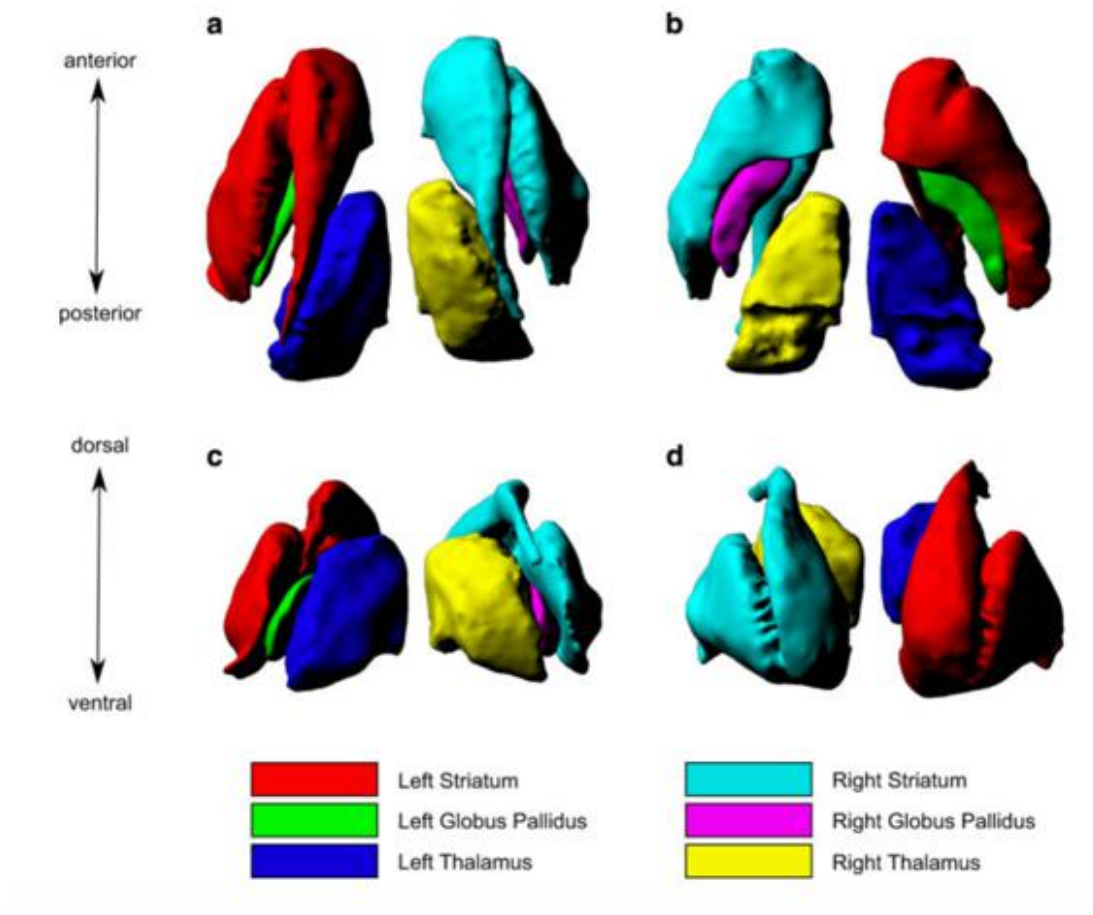 a
b
anterior
posterior
dorsal
c
d
ventral
Left Striatum
Right Striatum
Left Globus Pallidus
Right Globus Pallidus
Left Thalamus
Right Thalamus